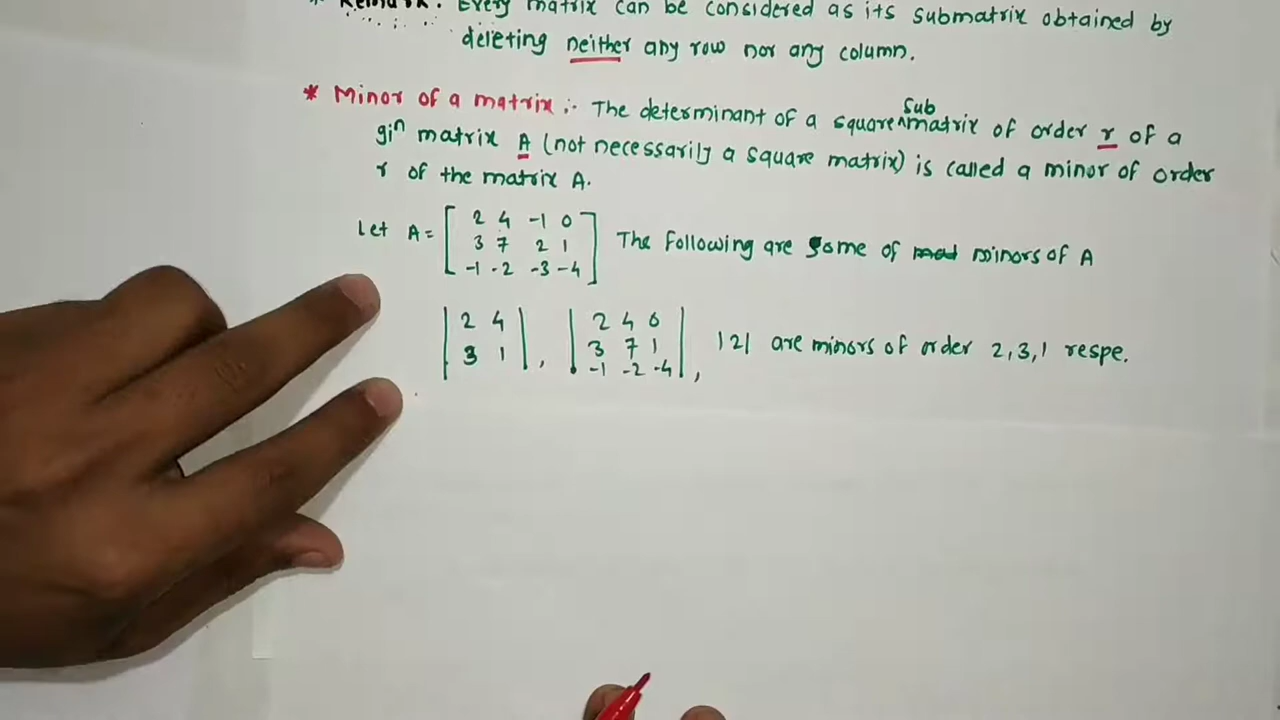 * Remark : Every matrix can be considered as its submatrix obtained by
deleting neither any row nor any column.
* Minor of a matrix :- The determinant of a square ^sub matrix of order r of a
giⁿ matrix A (not necessarily a square matrix) is called a minor of order
r of the matrix A.
Let A = [ 2 4 -1 0
3 7 2 1
-1 -2 -3 -4 ] The following are some of minors of A
| 2 4
3 1 | , | 2 4 0
3 7 1
-1 -2 -4 | , |2| are minors of order 2,3,1 respe.